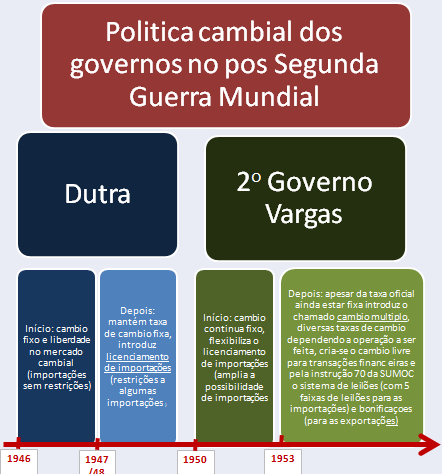 Politica cambial dos
governos no pos Segunda
Guerra Mundial
Dutra
2º Governo
Vargas
Início: cambio
fixo e liberdade
no mercado
cambial
(importações
sem restrições)
Depois:
mantém taxa
de cambio fixa,
introduz
licenciamento
de importações
(restrições a
algumas
importações)
Início: cambio
continua fixo,
flexibiliza o
licenciamento
de importações
(amplia a
possibilidade
de importações
Depois: apesar da taxa oficial
ainda estar fixa introduz o
chamado cambio multiplo,
diversas taxas de cambio
dependendo a operação a ser
feita, cria-se o cambio livre
para transações financeiras e
pela instrução 70 da SUMOC
o sistema de leilões (com 5
faixas de leilões para as
importações) e bonificaçoes
(para as exportações)
1946
1947
/48
1950
1953